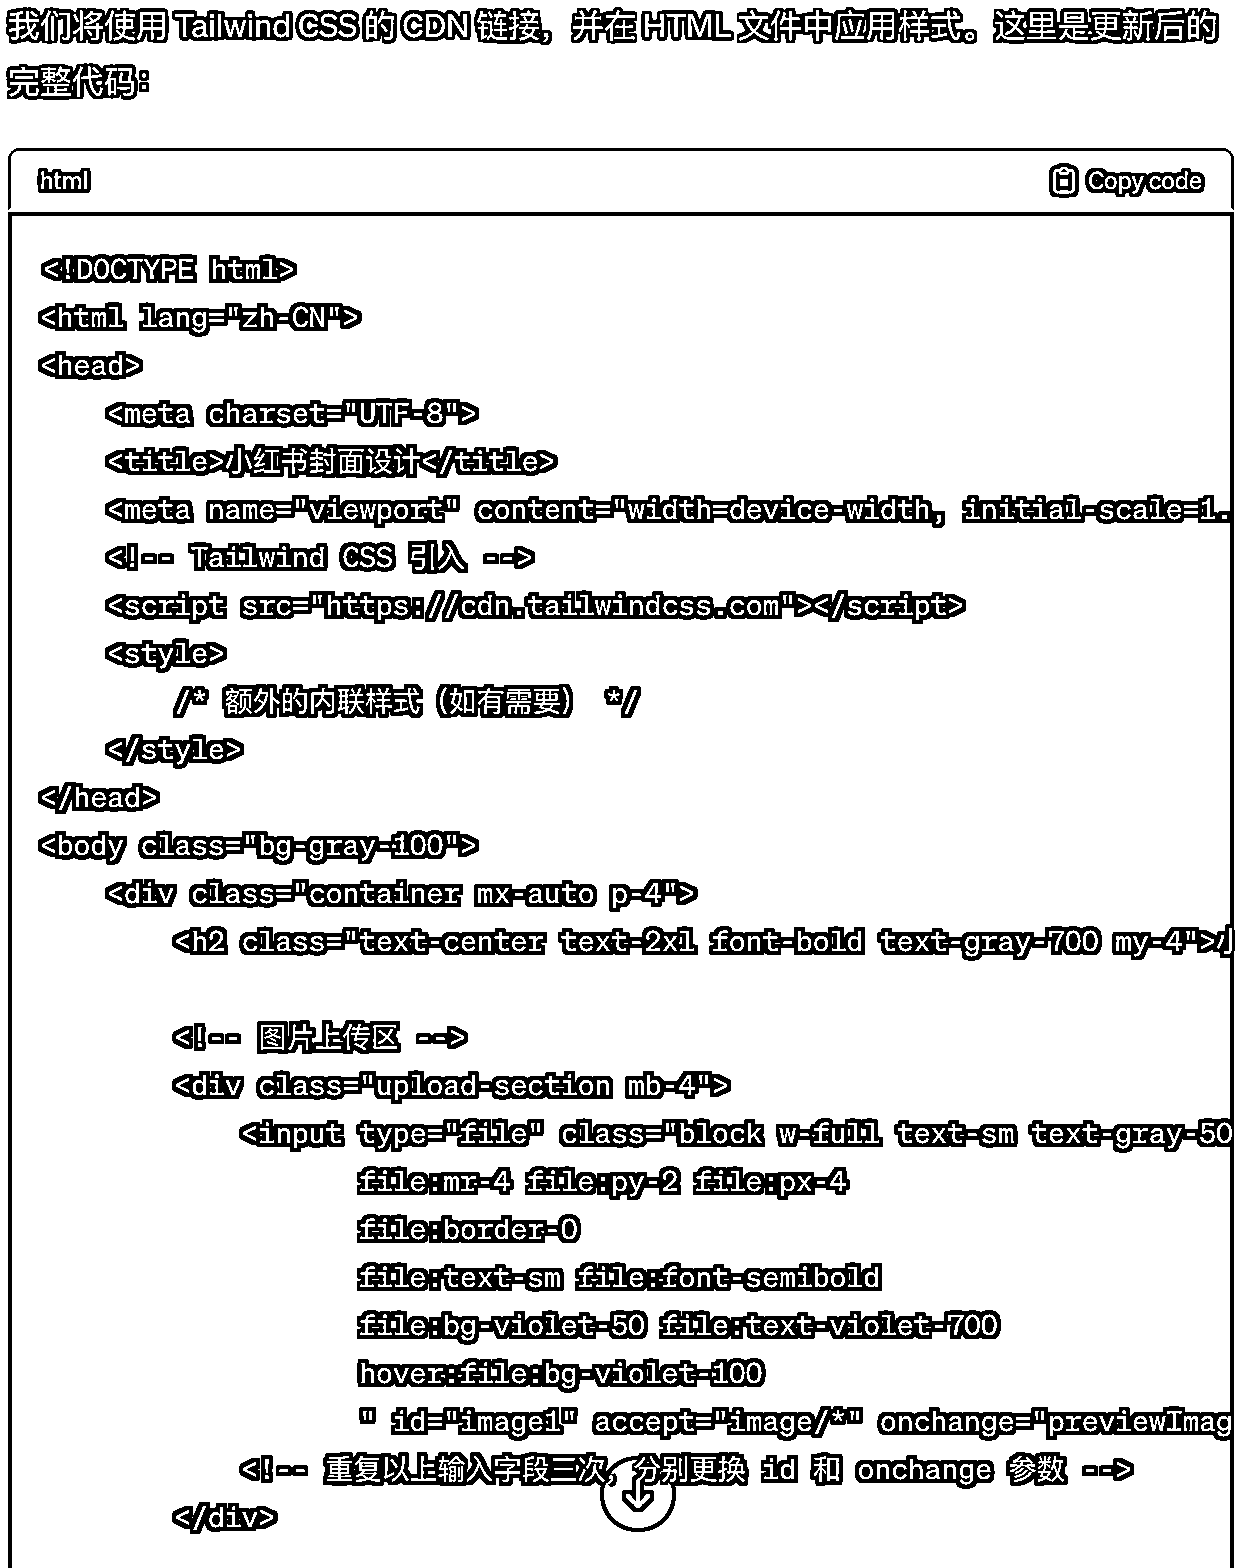 我们将使用 Tailwind CSS 的 CDN 链接，并在 HTML 文件中应用样式。这里是更新后的
完整代码：
html
Copy code
<!DOCTYPE html>
<html lang="zh-CN">
<head>
    <meta charset="UTF-8">
    <title>小红书封面设计</title>
    <meta name="viewport" content="width=device-width, initial-scale=1.
    <!-- Tailwind CSS 引入 -->
    <script src="https://cdn.tailwindcss.com"></script>
    <style>
        /* 额外的内联样式（如有需要） */
    </style>
</head>
<body class="bg-gray-100">
    <div class="container mx-auto p-4">
        <h2 class="text-center text-2xl font-bold text-gray-700 my-4">小
        <!-- 图片上传区 -->
        <div class="upload-section mb-4">
            <input type="file" class="block w-full text-sm text-gray-50
                   file:mr-4 file:py-2 file:px-4
                   file:border-0
                   file:text-sm file:font-semibold
                   file:bg-violet-50 file:text-violet-700
                   hover:file:bg-violet-100
                   " id="image1" accept="image/*" onchange="previewImag
            <!-- 重复以上输入字段三次，分别更换 id 和 onchange 参数 -->
        </div>